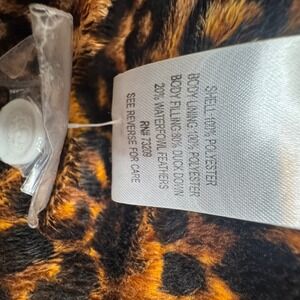 SHELL: 100% POLYESTER
BODY LINING: 100% POLYESTER
BODY FILLING: 80% DUCK DOWN
20% WATERFOWL FEATHERS
RN# 73209
SEE REVERSE FOR CARE